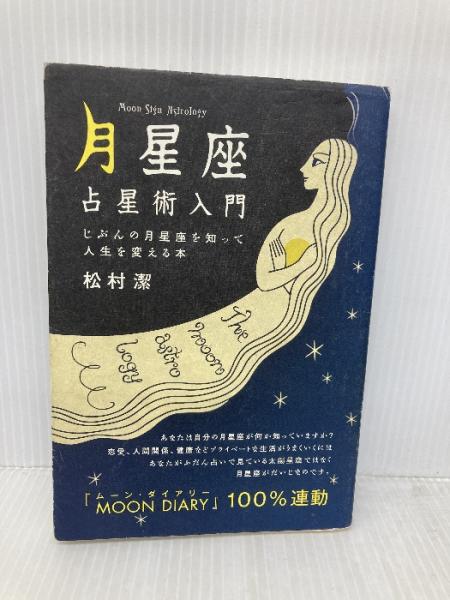 Moon Sign Astrology
月星座
占星術入門
じぶんの月星座を知って
人生を変える本
松村潔
The
moon
astro
logy
あなたは自分の月星座が何か知っていますか?
恋愛、人間関係、健康などプライベートな生活がうまくいくには
あなたがふだん占いで見ている太陽星座ではなく
月星座がだいじなのです。
ムーン・ダイアリー
「MOON DIARY」100%連動